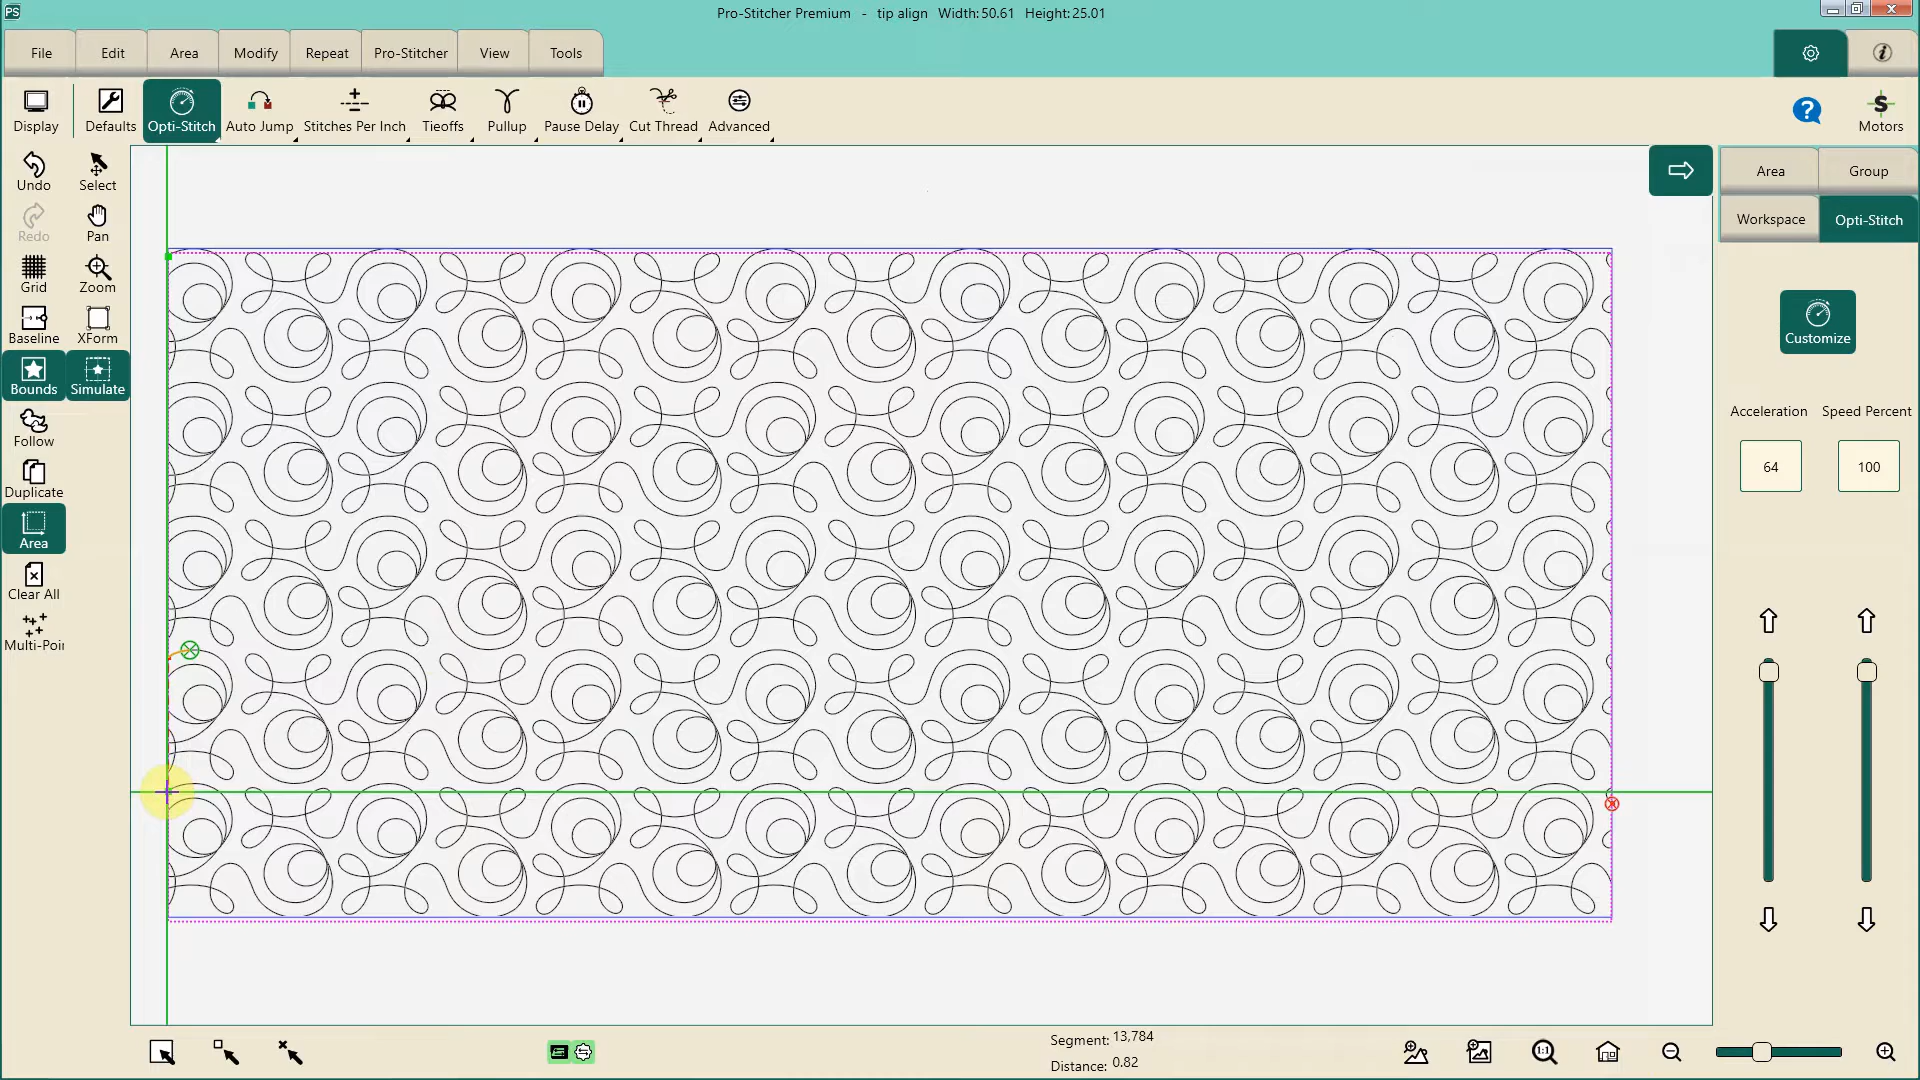 PS
Pro-Stitcher Premium - tip align Width: 50.61 Height: 25.01
File Edit Area Modify Repeat Pro-Stitcher View Tools
Display Defaults Opti-Stitch Auto Jump Stitches Per Inch Tieoffs Pullup Pause Delay Cut Thread Advanced
? S Motors
Undo Select
Redo Pan
Grid Zoom
Baseline XForm
Bounds Simulate
Follow
Duplicate
Area
Clear All
Multi-Poi
Area Group
Workspace Opti-Stitch
Customize
Acceleration Speed Percent
64 100
Segment: 13,784
Distance: 0.82
1:1